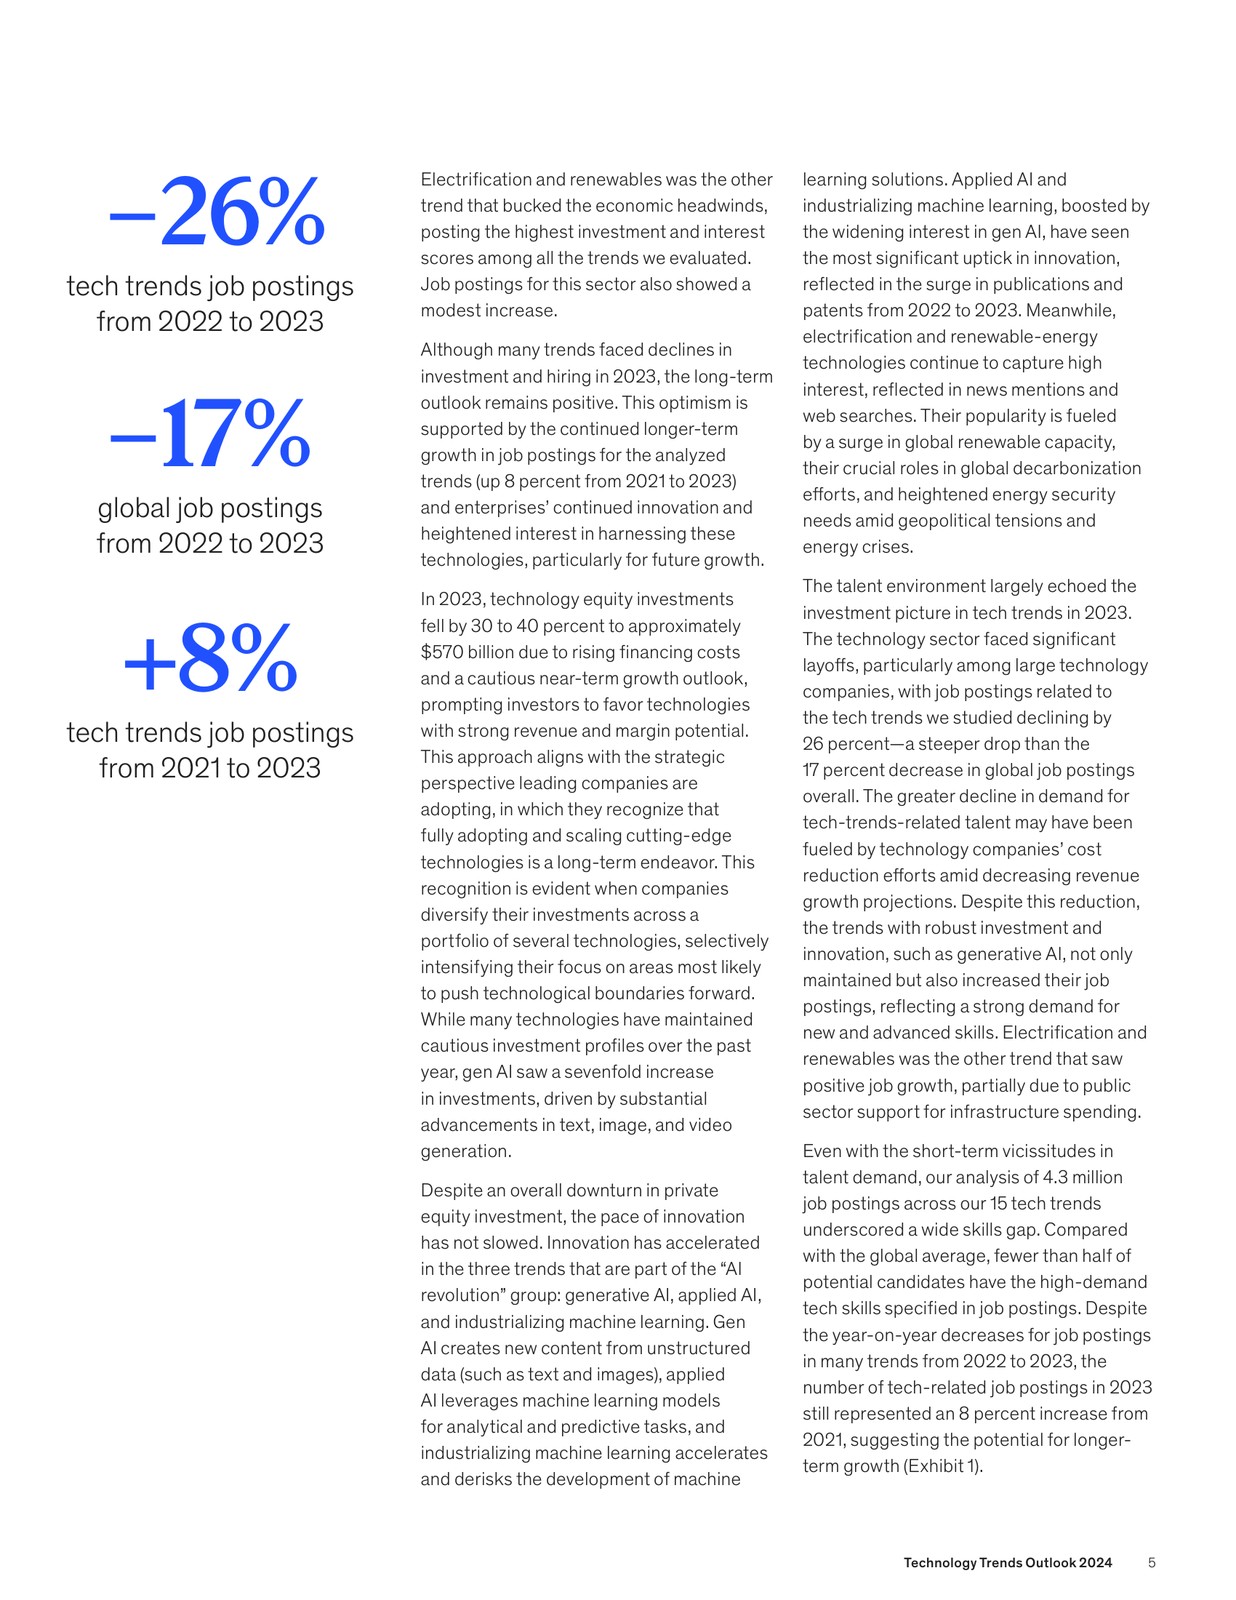 –26%
tech trends job postings
from 2022 to 2023
–17%
global job postings
from 2022 to 2023
+8%
tech trends job postings
from 2021 to 2023
Electrification and renewables was the other
trend that bucked the economic headwinds,
posting the highest investment and interest
scores among all the trends we evaluated.
Job postings for this sector also showed a
modest increase.
Although many trends faced declines in
investment and hiring in 2023, the long-term
outlook remains positive. This optimism is
supported by the continued longer-term
growth in job postings for the analyzed
trends (up 8 percent from 2021 to 2023)
and enterprises’ continued innovation and
heightened interest in harnessing these
technologies, particularly for future growth.
In 2023, technology equity investments
fell by 30 to 40 percent to approximately
$570 billion due to rising financing costs
and a cautious near-term growth outlook,
prompting investors to favor technologies
with strong revenue and margin potential.
This approach aligns with the strategic
perspective leading companies are
adopting, in which they recognize that
fully adopting and scaling cutting-edge
technologies is a long-term endeavor. This
recognition is evident when companies
diversify their investments across a
portfolio of several technologies, selectively
intensifying their focus on areas most likely
to push technological boundaries forward.
While many technologies have maintained
cautious investment profiles over the past
year, gen AI saw a sevenfold increase
in investments, driven by substantial
advancements in text, image, and video
generation.
Despite an overall downturn in private
equity investment, the pace of innovation
has not slowed. Innovation has accelerated
in the three trends that are part of the “AI
revolution” group: generative AI, applied AI,
and industrializing machine learning. Gen
AI creates new content from unstructured
data (such as text and images), applied
AI leverages machine learning models
for analytical and predictive tasks, and
industrializing machine learning accelerates
and derisks the development of machine
learning solutions. Applied AI and
industrializing machine learning, boosted by
the widening interest in gen AI, have seen
the most significant uptick in innovation,
reflected in the surge in publications and
patents from 2022 to 2023. Meanwhile,
electrification and renewable-energy
technologies continue to capture high
interest, reflected in news mentions and
web searches. Their popularity is fueled
by a surge in global renewable capacity,
their crucial roles in global decarbonization
efforts, and heightened energy security
needs amid geopolitical tensions and
energy crises.
The talent environment largely echoed the
investment picture in tech trends in 2023.
The technology sector faced significant
layoffs, particularly among large technology
companies, with job postings related to
the tech trends we studied declining by
26 percent—a steeper drop than the
17 percent decrease in global job postings
overall. The greater decline in demand for
tech-trends-related talent may have been
fueled by technology companies’ cost
reduction efforts amid decreasing revenue
growth projections. Despite this reduction,
the trends with robust investment and
innovation, such as generative AI, not only
maintained but also increased their job
postings, reflecting a strong demand for
new and advanced skills. Electrification and
renewables was the other trend that saw
positive job growth, partially due to public
sector support for infrastructure spending.
Even with the short-term vicissitudes in
talent demand, our analysis of 4.3 million
job postings across our 15 tech trends
underscored a wide skills gap. Compared
with the global average, fewer than half of
potential candidates have the high-demand
tech skills specified in job postings. Despite
the year-on-year decreases for job postings
in many trends from 2022 to 2023, the
number of tech-related job postings in 2023
still represented an 8 percent increase from
2021, suggesting the potential for longer-
term growth (Exhibit 1).
Technology Trends Outlook 2024 5